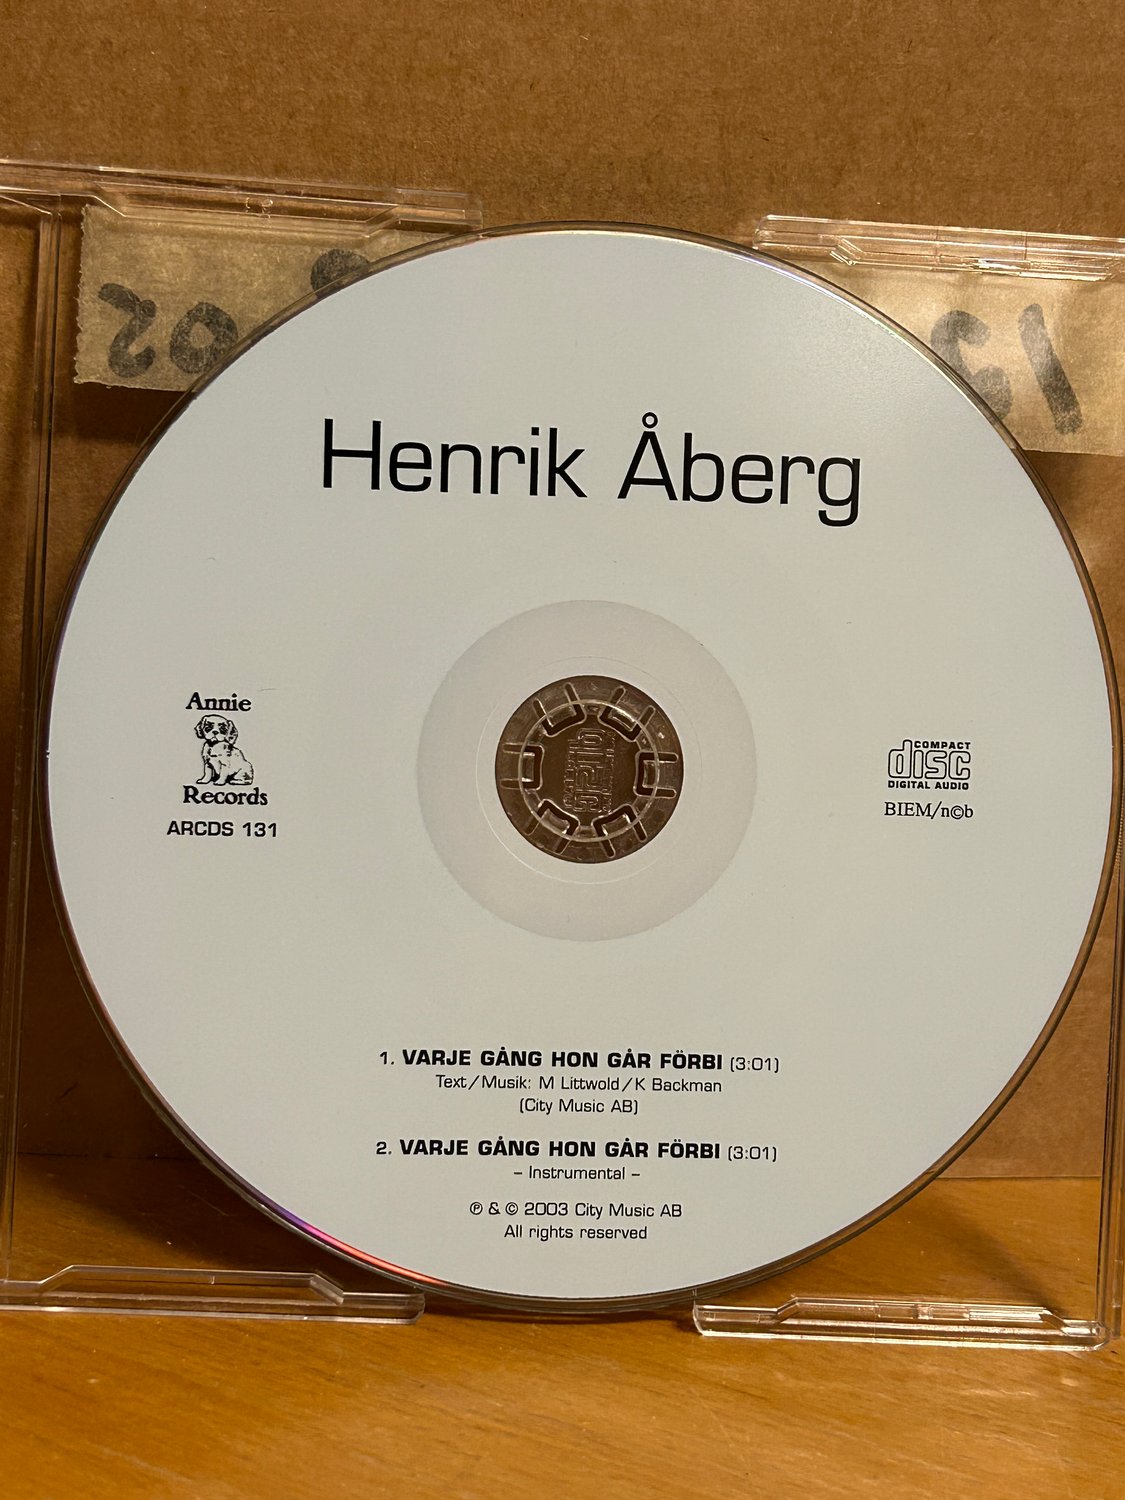 Henrik Åberg
Annie
Records
ARCDS 131
COMPACT
disc
DIGITAL AUDIO
BIEM/n©b
1. VARJE GÅNG HON GÅR FÖRBI (3:01)
Text/Musik: M Littwold/K Backman
(City Music AB)
2. VARJE GÅNG HON GÅR FÖRBI (3:01)
– Instrumental –
℗ & © 2003 City Music AB
All rights reserved